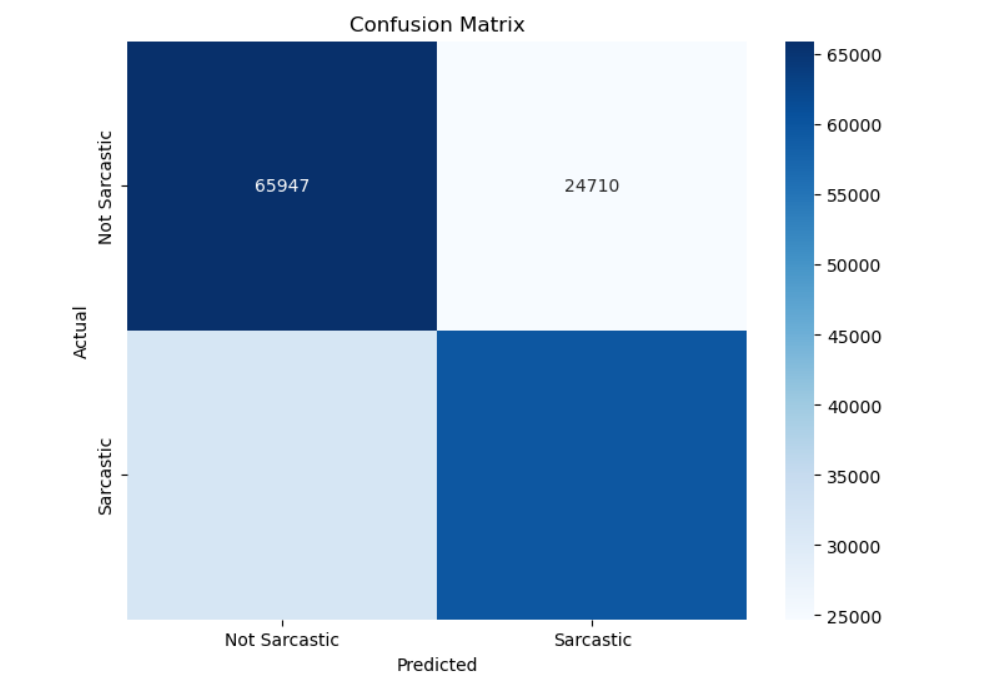 Confusion Matrix
Not Sarcastic
65947
24710
Actual
Sarcastic
Not Sarcastic
Sarcastic
Predicted
65000
60000
55000
50000
45000
40000
35000
30000
25000